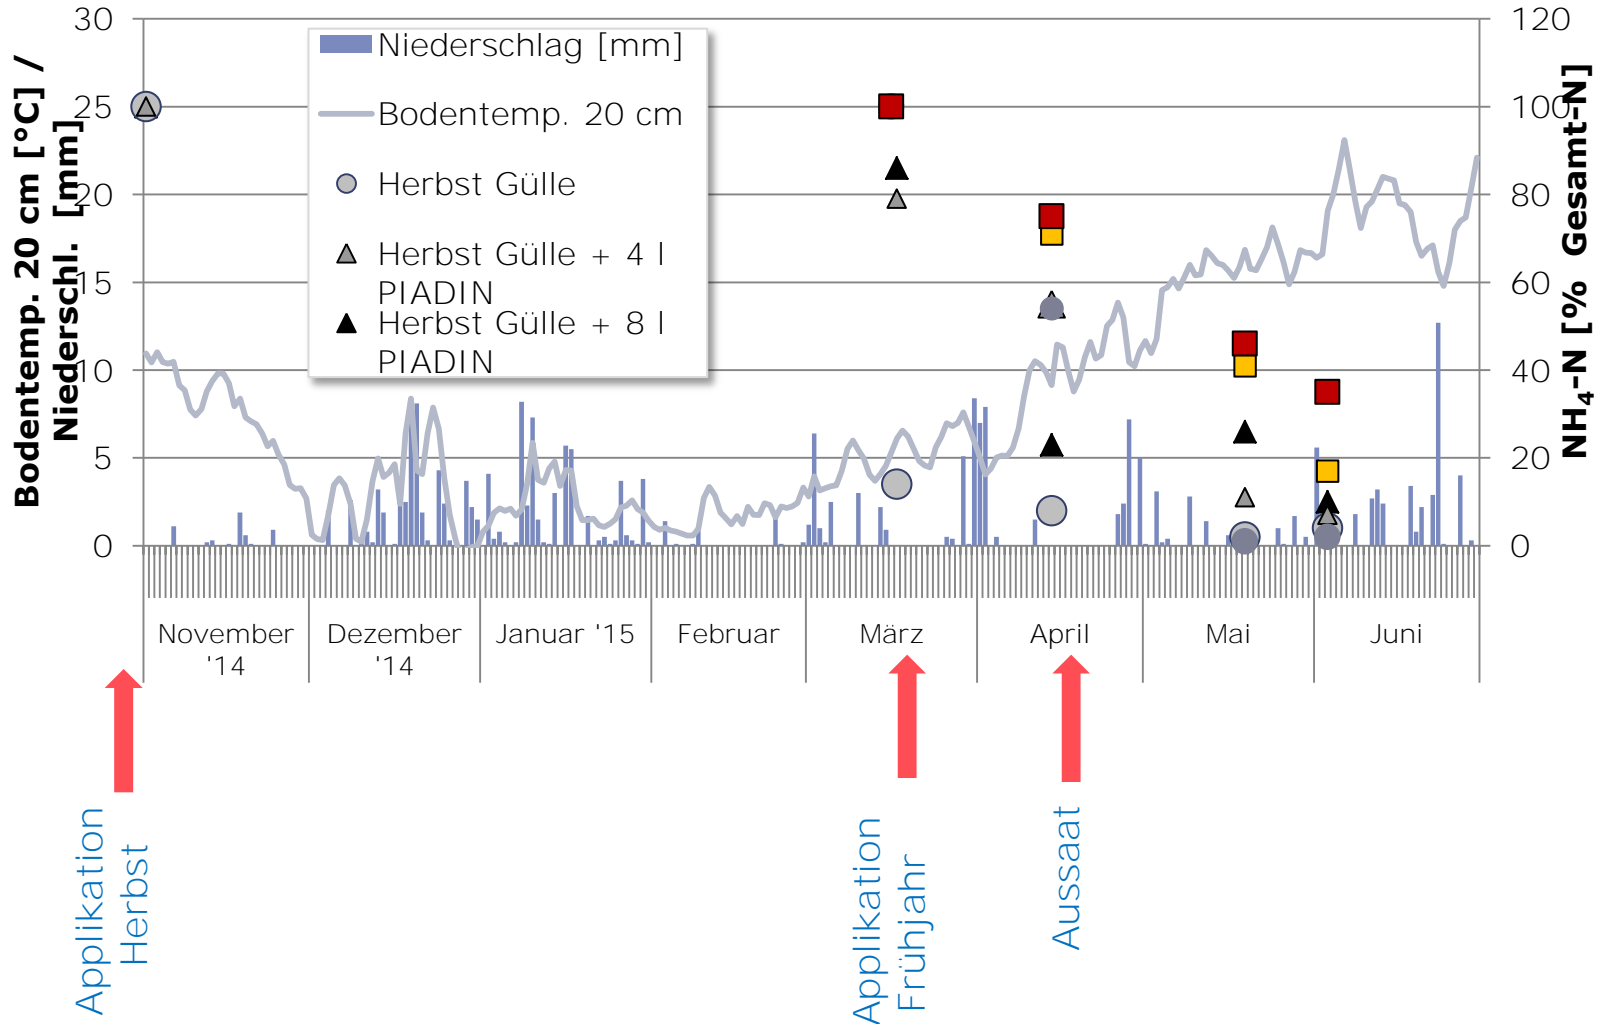 30
25
20
15
10
5
0
Bodentemp. 20 cm [°C] /
Niederschl. [mm]
Niederschlag [mm]
Bodentemp. 20 cm
Herbst Gülle
Herbst Gülle + 4 l
PIADIN
Herbst Gülle + 8 l
PIADIN
120
100
80
60
40
20
0
NH₄-N [% Gesamt-N]
November
'14
Dezember
'14
Januar '15
Februar
März
April
Mai
Juni
Applikation
Herbst
Applikation
Frühjahr
Aussaat